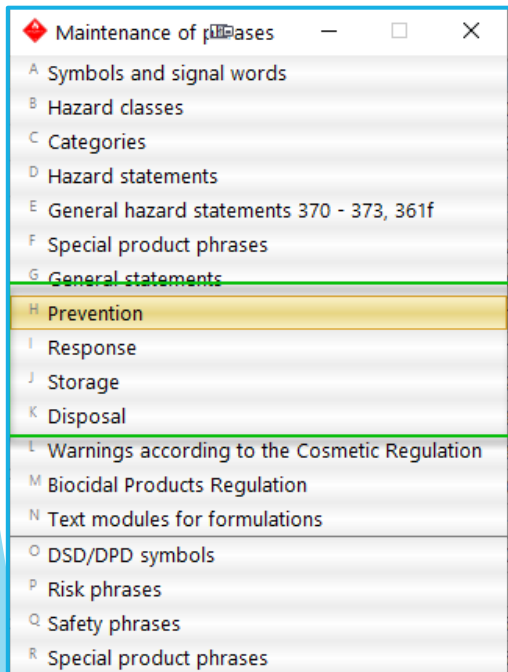 Maintenance of phrases
A Symbols and signal words
B Hazard classes
C Categories
D Hazard statements
E General hazard statements 370 - 373, 361f
F Special product phrases
G General statements
H Prevention
I Response
J Storage
K Disposal
L Warnings according to the Cosmetic Regulation
M Biocidal Products Regulation
N Text modules for formulations
O DSD/DPD symbols
P Risk phrases
Q Safety phrases
R Special product phrases